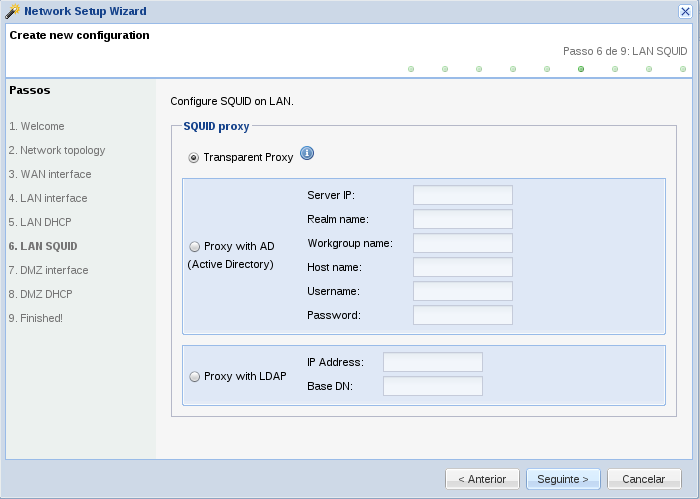 Network Setup Wizard
Create new configuration
Passo 6 de 9: LAN SQUID
Passos
1. Welcome
2. Network topology
3. WAN interface
4. LAN interface
5. LAN DHCP
6. LAN SQUID
7. DMZ interface
8. DMZ DHCP
9. Finished!
Configure SQUID on LAN.
SQUID proxy
Transparent Proxy
Proxy with AD
(Active Directory)
Server IP:
Realm name:
Workgroup name:
Host name:
Username:
Password:
Proxy with LDAP
IP Address:
Base DN:
< Anterior
Seguinte >
Cancelar